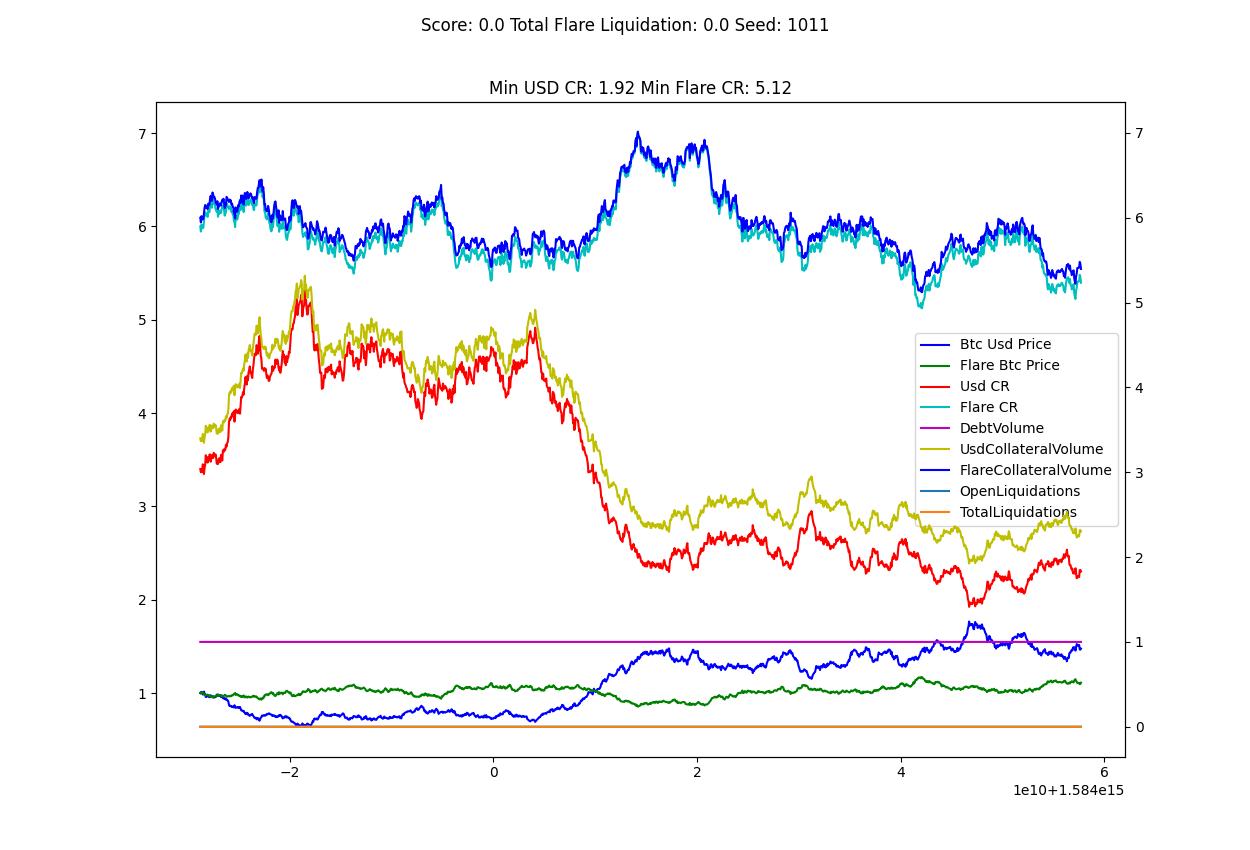 Score: 0.0 Total Flare Liquidation: 0.0 Seed: 1011
Min USD CR: 1.92 Min Flare CR: 5.12
7
6
5
4
3
2
1
7
6
5
4
3
2
1
0
Btc Usd Price
Flare Btc Price
Usd CR
Flare CR
DebtVolume
UsdCollateralVolume
FlareCollateralVolume
OpenLiquidations
TotalLiquidations
−2 0 2 4 6
1e10+1.584e15